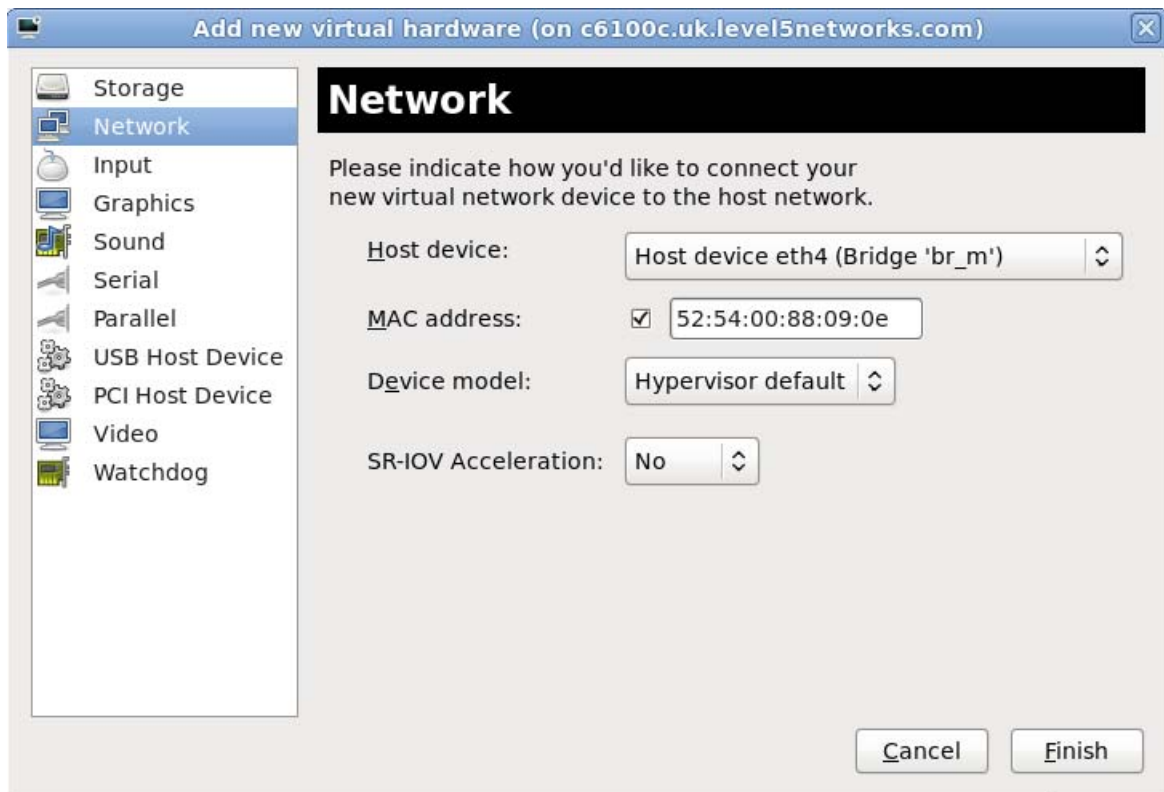 Add new virtual hardware (on c6100c.uk.level5networks.com)
Storage
Network
Input
Graphics
Sound
Serial
Parallel
USB Host Device
PCI Host Device
Video
Watchdog
Network
Please indicate how you'd like to connect your
new virtual network device to the host network.
Host device: Host device eth4 (Bridge 'br_m')
MAC address: 52:54:00:88:09:0e
Device model: Hypervisor default
SR-IOV Acceleration: No
Cancel Finish